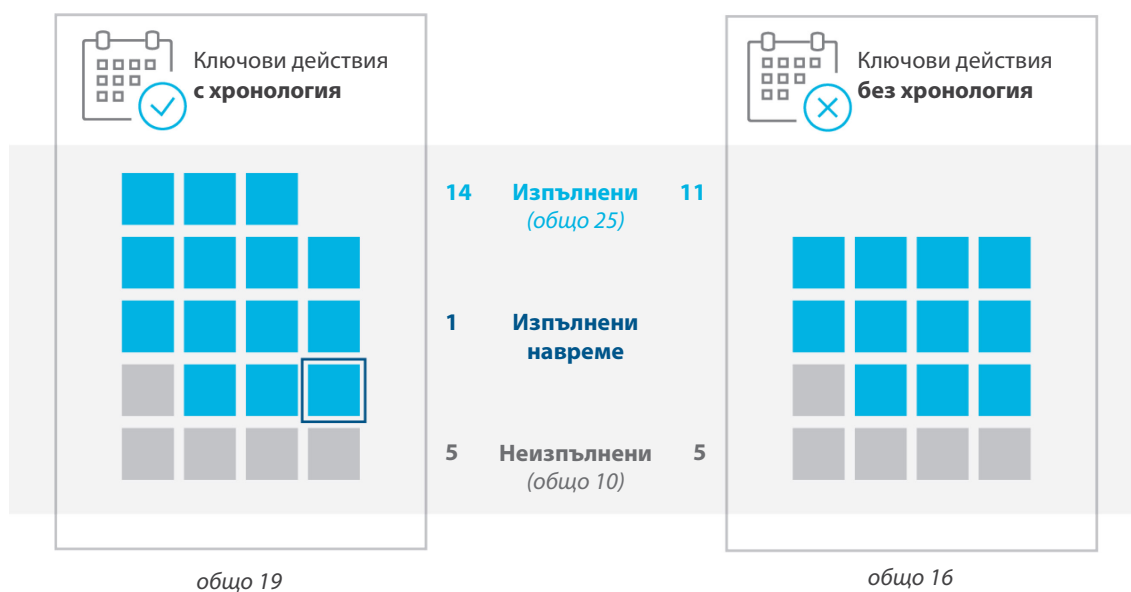 Ключови действия
с хронология
Ключови действия
без хронология
14 Изпълнени 11
(общо 25)
1 Изпълнени
навреме
5 Неизпълнени 5
(общо 10)
общо 19
общо 16